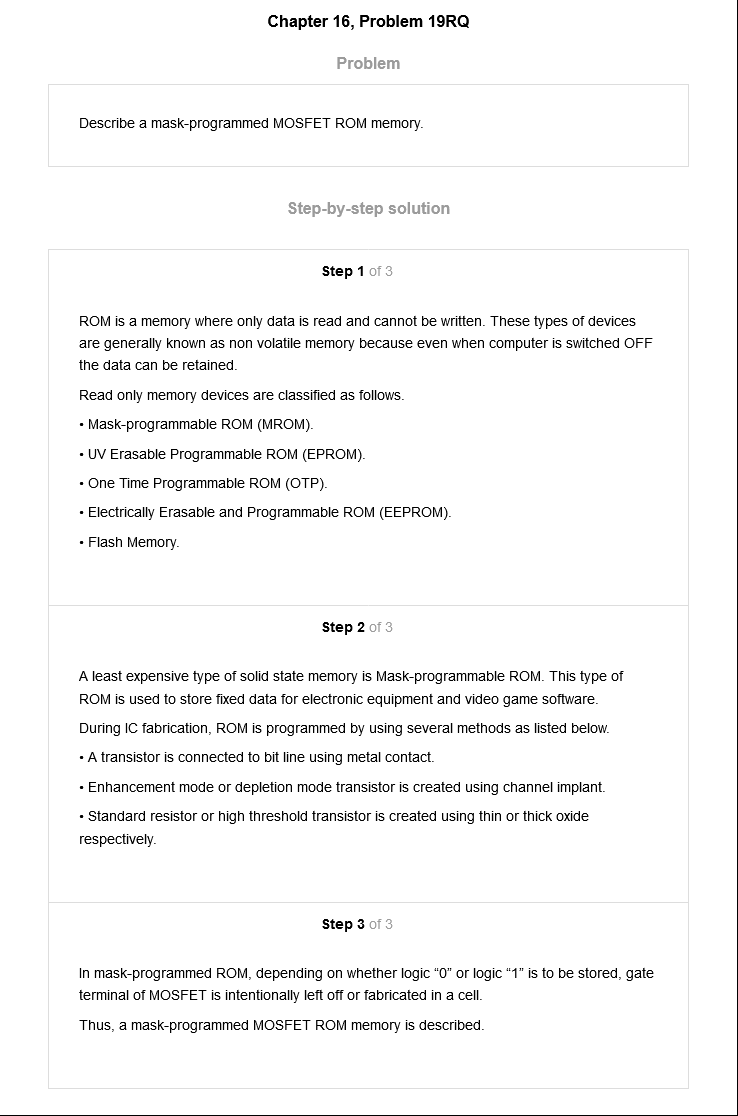 Chapter 16, Problem 19RQ
Problem
Describe a mask-programmed MOSFET ROM memory.
Step-by-step solution
Step 1 of 3
ROM is a memory where only data is read and cannot be written. These types of devices
are generally known as non volatile memory because even when computer is switched OFF
the data can be retained.
Read only memory devices are classified as follows.
• Mask-programmable ROM (MROM).
• UV Erasable Programmable ROM (EPROM).
• One Time Programmable ROM (OTP).
• Electrically Erasable and Programmable ROM (EEPROM).
• Flash Memory.
Step 2 of 3
A least expensive type of solid state memory is Mask-programmable ROM. This type of
ROM is used to store fixed data for electronic equipment and video game software.
During IC fabrication, ROM is programmed by using several methods as listed below.
• A transistor is connected to bit line using metal contact.
• Enhancement mode or depletion mode transistor is created using channel implant.
• Standard resistor or high threshold transistor is created using thin or thick oxide
respectively.
Step 3 of 3
In mask-programmed ROM, depending on whether logic “0” or logic “1” is to be stored, gate
terminal of MOSFET is intentionally left off or fabricated in a cell.
Thus, a mask-programmed MOSFET ROM memory is described.